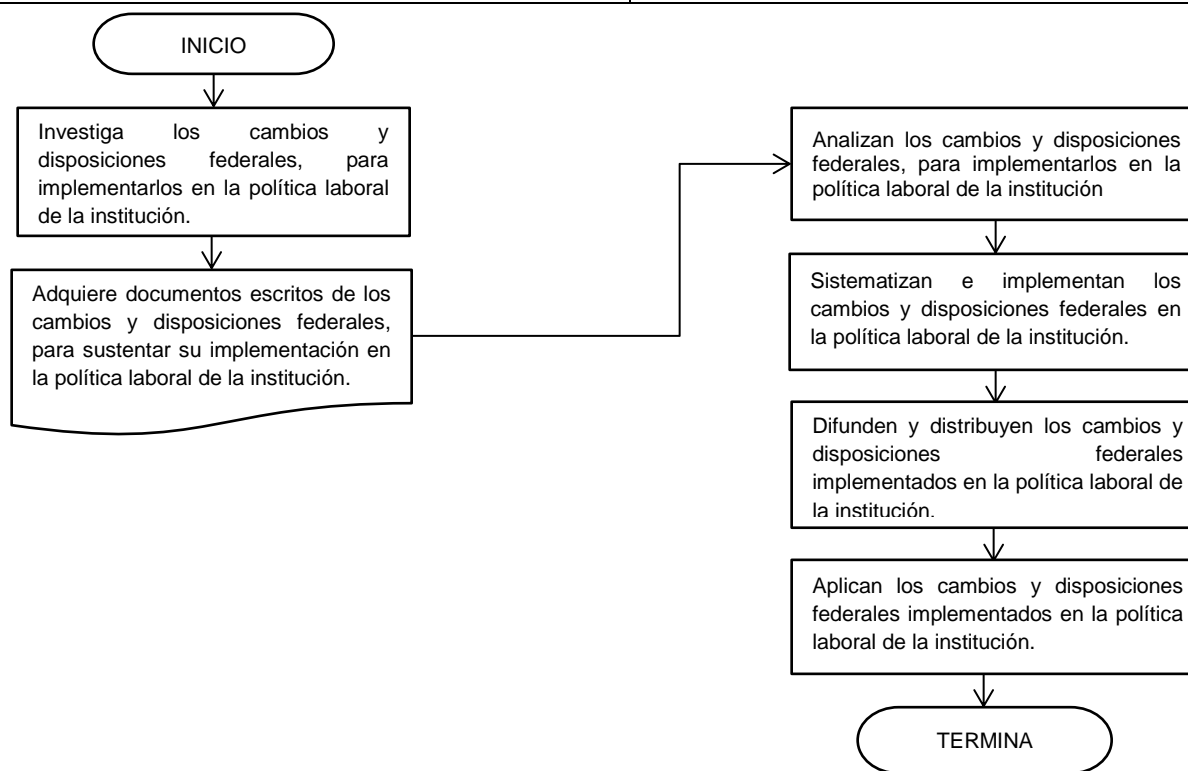 INICIO
Investiga los cambios y
disposiciones federales, para
implementarlos en la política laboral
de la institución.
Adquiere documentos escritos de los
cambios y disposiciones federales,
para sustentar su implementación en
la política laboral de la institución.
Analizan los cambios y disposiciones
federales, para implementarlos en la
política laboral de la institución
Sistematizan e implementan los
cambios y disposiciones federales en
la política laboral de la institución.
Difunden y distribuyen los cambios y
disposiciones federales
implementados en la política laboral de
la institución.
Aplican los cambios y disposiciones
federales implementados en la política
laboral de la institución.
TERMINA